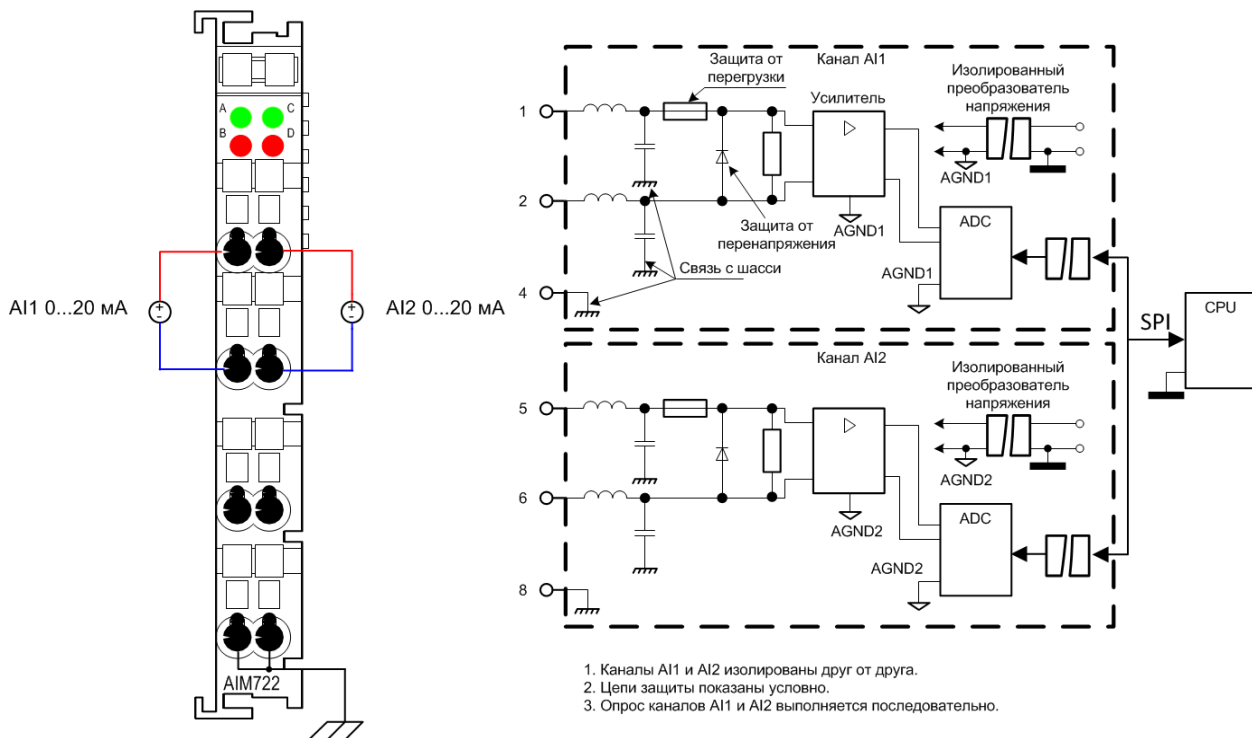 A
C
B
D
AI1 0...20 мА
AI2 0...20 мА
AIM722
Канал AI1
Защита от
перегрузки
Усилитель
Изолированный
преобразователь
напряжения
1
AGND1
2
AGND1
Защита от
перенапряжения
ADC
Связь с шасси
AGND1
4
SPI
CPU
Канал AI2
Изолированный
преобразователь
напряжения
5
AGND2
6
AGND2
ADC
AGND2
8
1. Каналы AI1 и AI2 изолированы друг от друга.
2. Цепи защиты показаны условно.
3. Опрос каналов AI1 и AI2 выполняется последовательно.